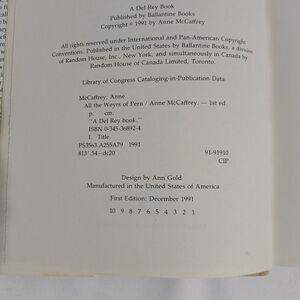 A Del Rey Book
Published by Ballantine Books
Copyright © 1991 by Anne McCaffrey
All rights reserved under International and Pan-American Copyright
Conventions. Published in the United States by Ballantine Books, a division
of Random House, Inc., New York, and simultaneously in Canada by
Random House of Canada Limited, Toronto.
Library of Congress Cataloging-in-Publication Data
McCaffrey, Anne.
All the Weyrs of Pern / Anne McCaffrey. — 1st ed.
p. cm.
"A Del Rey book."
ISBN 0-345-36892-4
I. Title.
PS3563.A255A79 1991
813'.54—dc20 91-91910
CIP
Design by Ann Gold
Manufactured in the United States of America
First Edition: December 1991
10 9 8 7 6 5 4 3 2 1